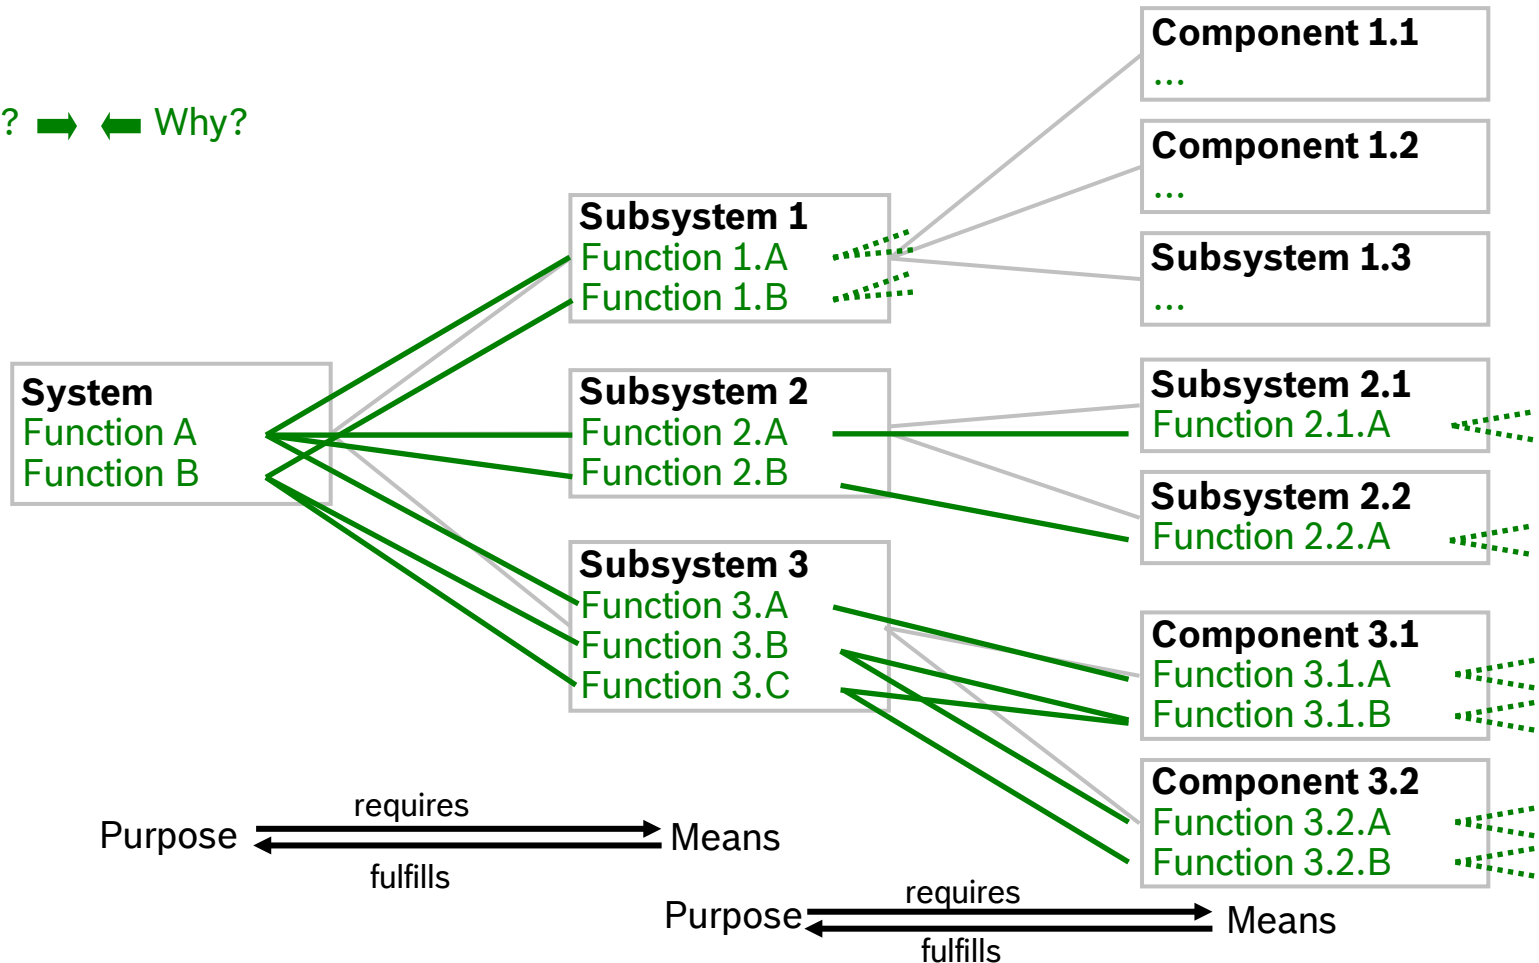 ? Why?
Component 1.1
...
Component 1.2
...
Subsystem 1.3
...
Subsystem 1
Function 1.A
Function 1.B
System
Function A
Function B
Subsystem 2
Function 2.A
Function 2.B
Subsystem 2.1
Function 2.1.A
Subsystem 2.2
Function 2.2.A
Subsystem 3
Function 3.A
Function 3.B
Function 3.C
Component 3.1
Function 3.1.A
Function 3.1.B
Component 3.2
Function 3.2.A
Function 3.2.B
requires
Purpose Means
fulfills
requires
Purpose Means
fulfills